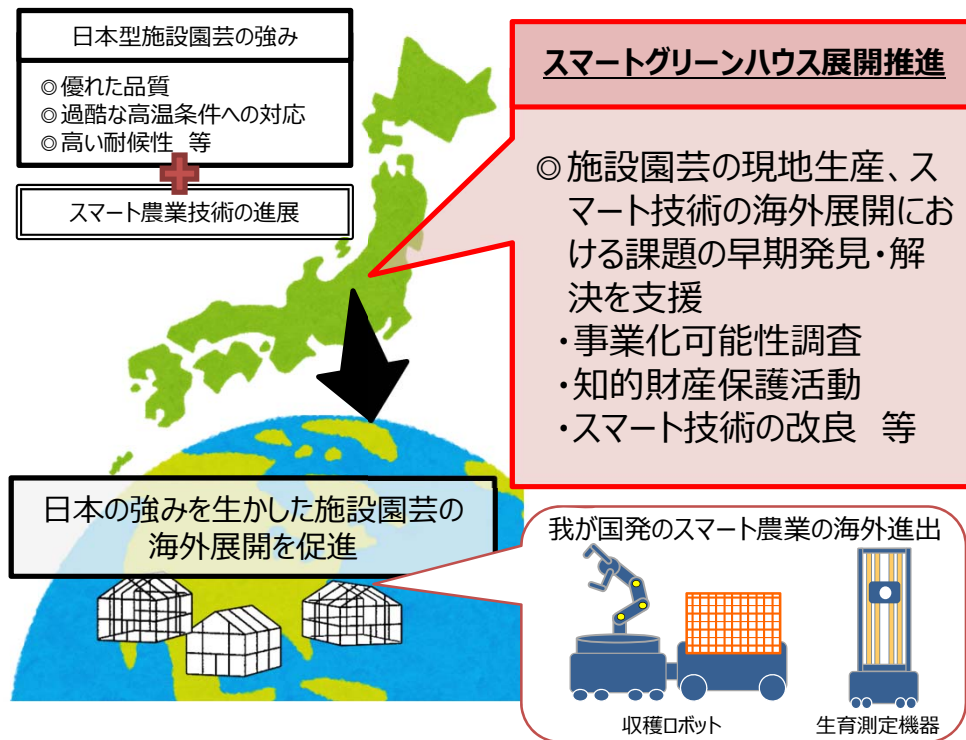 日本型施設園芸の強み
◎優れた品質
◎過酷な高温条件への対応
◎高い耐候性 等
スマート農業技術の進展
スマートグリーンハウス展開推進
◎施設園芸の現地生産、ス
マート技術の海外展開にお
ける課題の早期発見・解
決を支援
・事業化可能性調査
・知的財産保護活動
・スマート技術の改良 等
日本の強みを生かした施設園芸の
海外展開を促進
我が国発のスマート農業の海外進出
収穫ロボット
生育測定機器